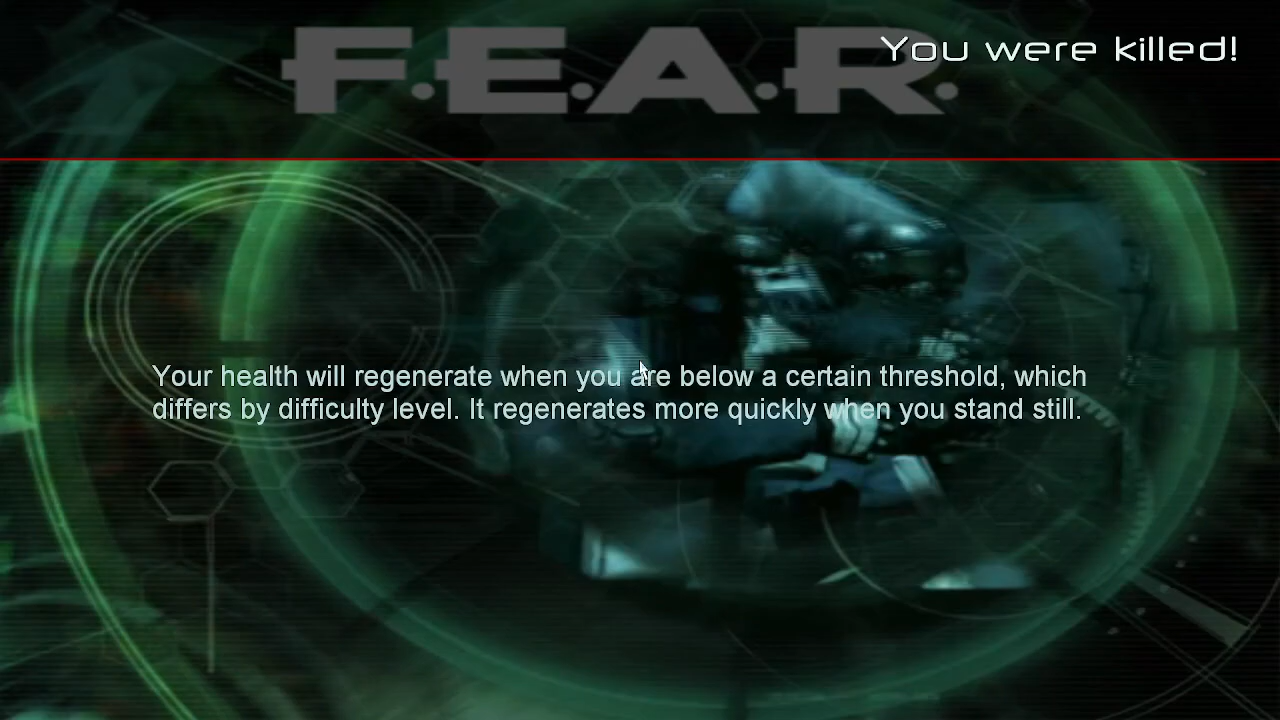 F.E.A.R.
You were killed!
Your health will regenerate when you are below a certain threshold, which
differs by difficulty level. It regenerates more quickly when you stand still.